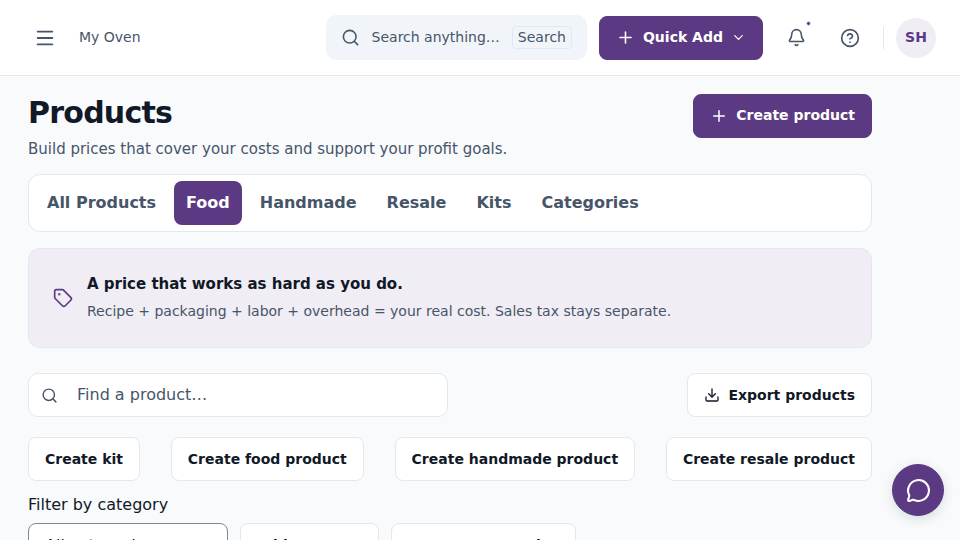 My Oven
Search anything... Search
Quick Add
SH
Products
Create product
Build prices that cover your costs and support your profit goals.
All Products Food Handmade Resale Kits Categories
A price that works as hard as you do.
Recipe + packaging + labor + overhead = your real cost. Sales tax stays separate.
Find a product...
Export products
Create kit Create food product Create handmade product Create resale product
Filter by category